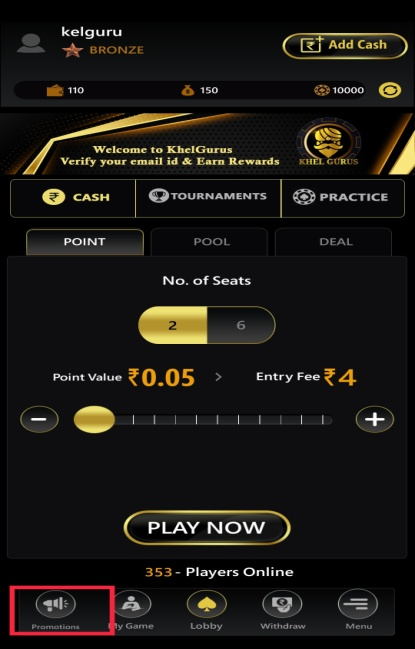 kelguru
BRONZE
Add Cash
110 150 10000
Welcome to KhelGurus
Verify your email id & Earn Rewards
KHEL GURUS
₹ CASH TOURNAMENTS PRACTICE
POINT POOL DEAL
No. of Seats
2 6
Point Value ₹0.05 > Entry Fee ₹4
PLAY NOW
353 - Players Online
Promotions My Game Lobby Withdraw Menu